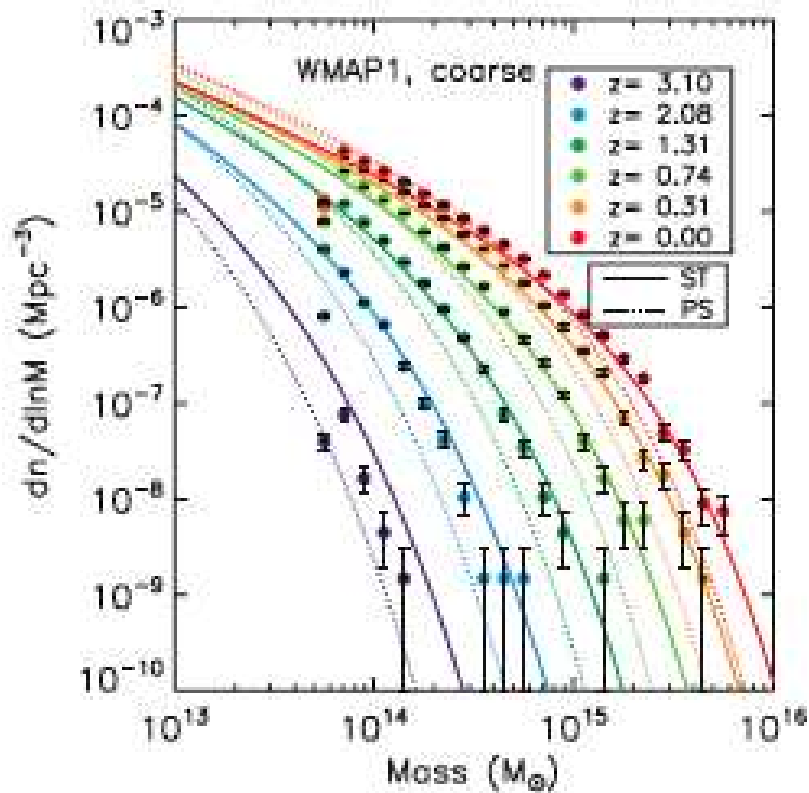 WMAP1, coarse
z= 3.10
z= 2.08
z= 1.31
z= 0.74
z= 0.31
z= 0.00
ST
PS
10⁻³
10⁻⁴
10⁻⁵
10⁻⁶
10⁻⁷
10⁻⁸
10⁻⁹
10⁻¹⁰
dn/dlnM (Mpc⁻³)
10¹³
10¹⁴
10¹⁵
10¹⁶
Mass (M☉)